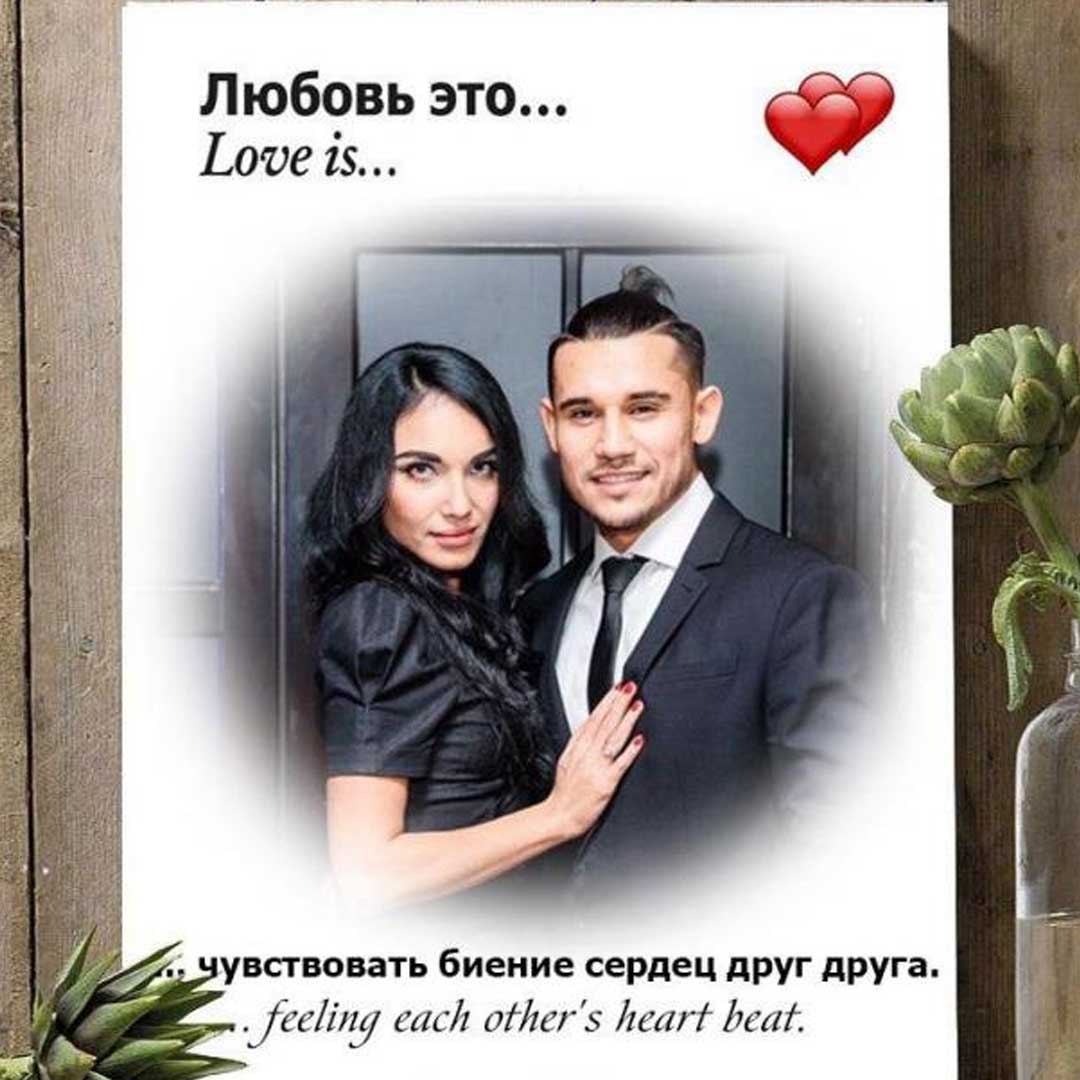 Любовь это...
Love is...
... чувствовать биение сердец друг друга.
... feeling each other's heart beat.